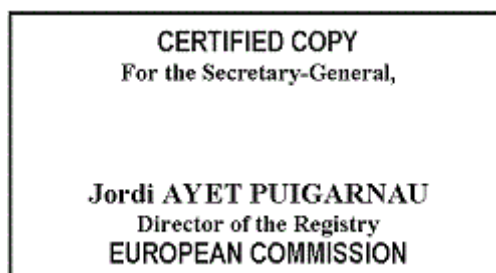 CERTIFIED COPY
For the Secretary-General,
Jordi AYET PUIGARNAU
Director of the Registry
EUROPEAN COMMISSION